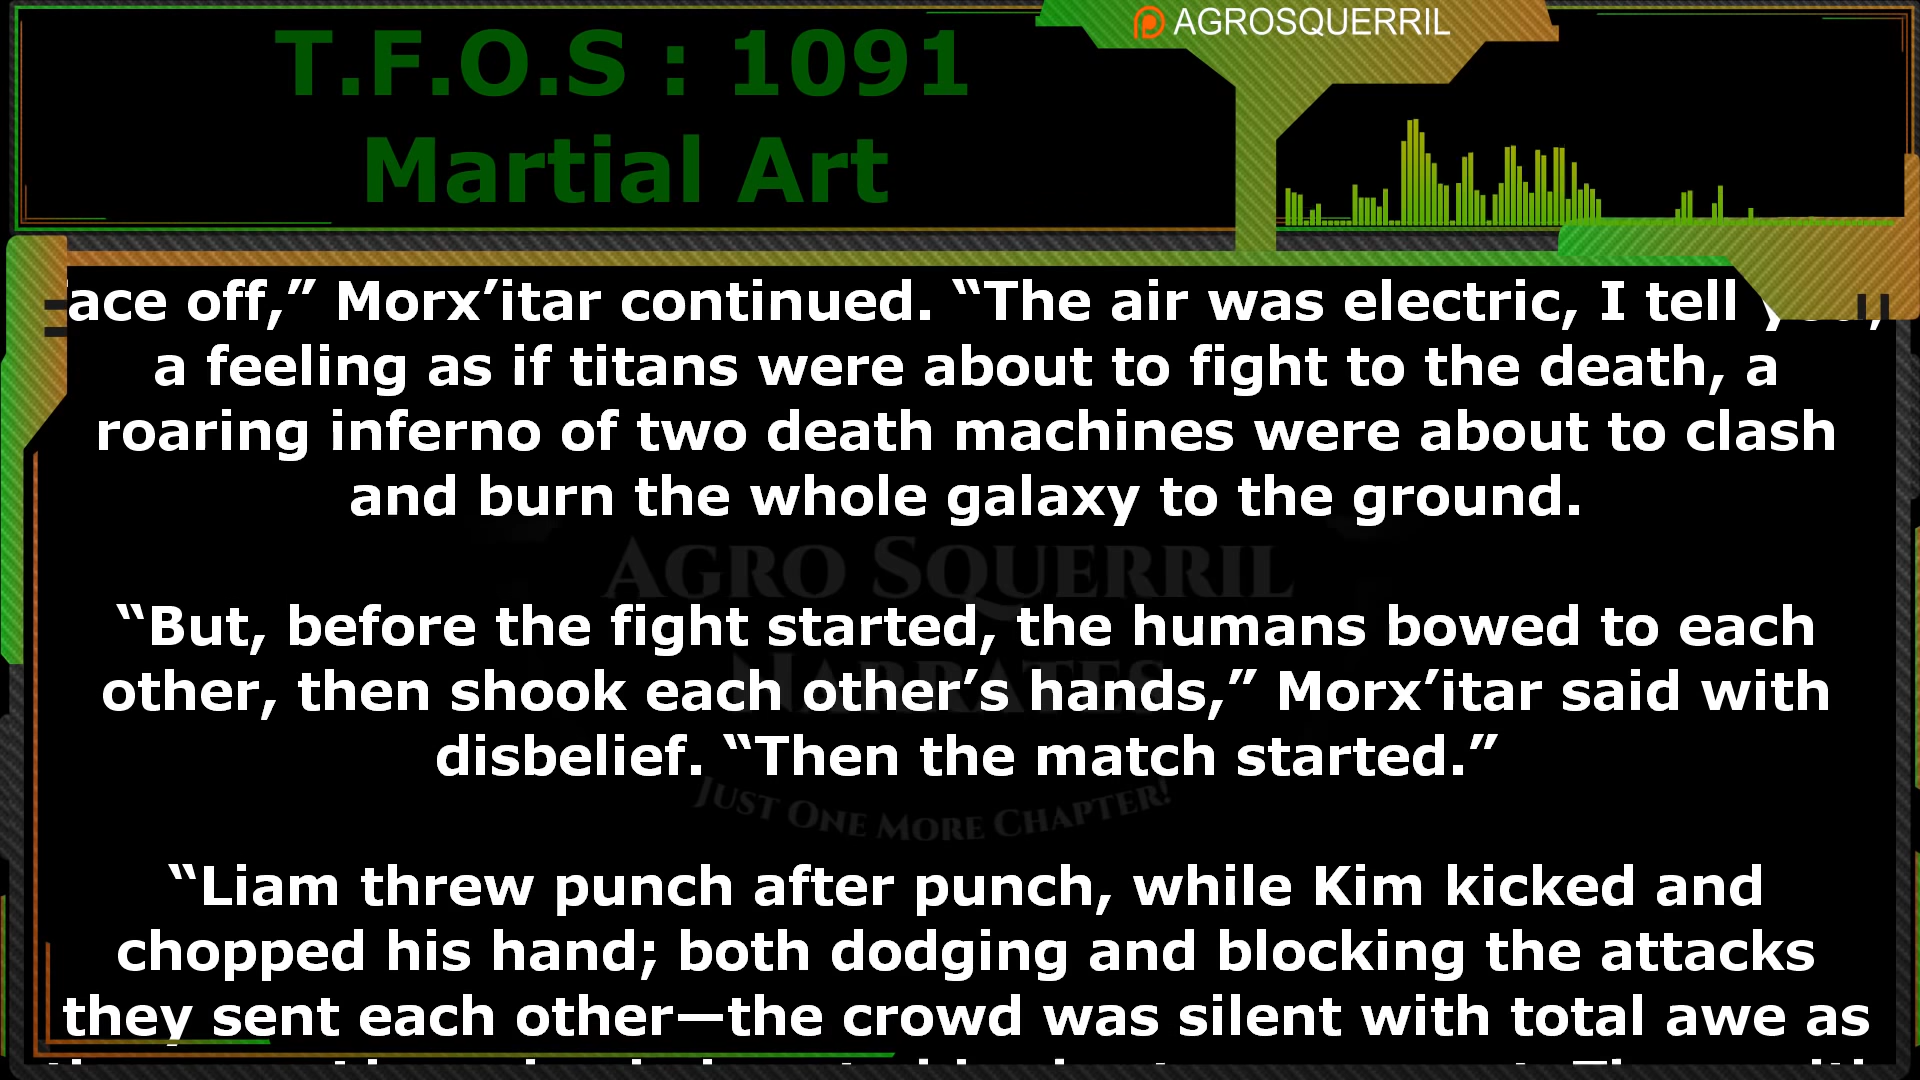 AGROSQUERRIL
T.F.O.S : 1091
Martial Art
ace off,” Morx’itar continued. “The air was electric, I tell
a feeling as if titans were about to fight to the death, a
roaring inferno of two death machines were about to clash
and burn the whole galaxy to the ground.
“But, before the fight started, the humans bowed to each
other, then shook each other’s hands,” Morx’itar said with
disbelief. “Then the match started.”
“Liam threw punch after punch, while Kim kicked and
chopped his hand; both dodging and blocking the attacks
they sent each other—the crowd was silent with total awe as
AGRO SQUERRIL
NARRATES
JUST ONE MORE CHAPTER!